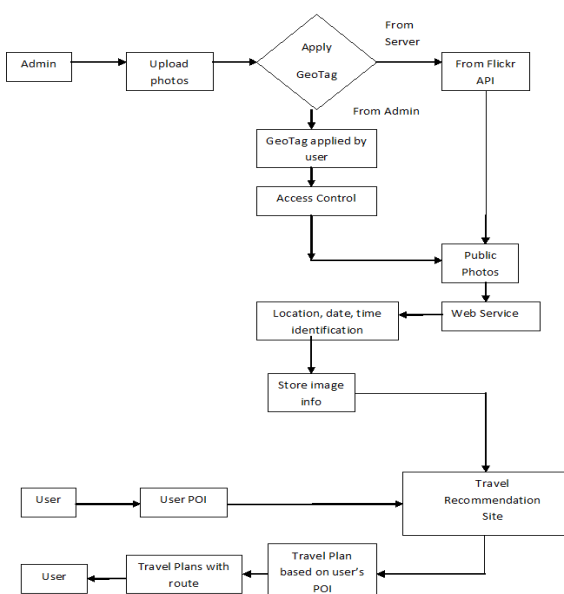 From
Server
Apply
GeoTag
Admin
Upload
photos
From Flickr
API
From Admin
GeoTag applied by
user
Access Control
Public
Photos
Location, date, time
identification
Web Service
Store image
info
Travel
Recommendation
Site
User
User POI
Travel Plan
based on user's
POI
Travel Plans with
route
User